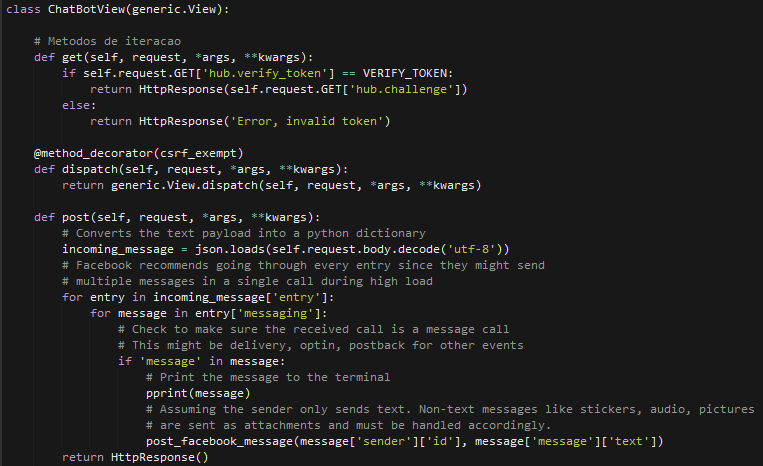 class ChatBotView(generic.View):
# Metodos de iteracao
def get(self, request, *args, **kwargs):
if self.request.GET['hub.verify_token'] == VERIFY_TOKEN:
return HttpResponse(self.request.GET['hub.challenge'])
else:
return HttpResponse('Error, invalid token')
@method_decorator(csrf_exempt)
def dispatch(self, request, *args, **kwargs):
return generic.View.dispatch(self, request, *args, **kwargs)
def post(self, request, *args, **kwargs):
# Converts the text payload into a python dictionary
incoming_message = json.loads(self.request.body.decode('utf-8'))
# Facebook recommends going through every entry since they might send
# multiple messages in a single call during high load
for entry in incoming_message['entry']:
for message in entry['messaging']:
# Check to make sure the received call is a message call
# This might be delivery, optin, postback for other events
if 'message' in message:
# Print the message to the terminal
pprint(message)
# Assuming the sender only sends text. Non-text messages like stickers, audio, pictures
# are sent as attachments and must be handled accordingly.
post_facebook_message(message['sender']['id'], message['message']['text'])
return HttpResponse()